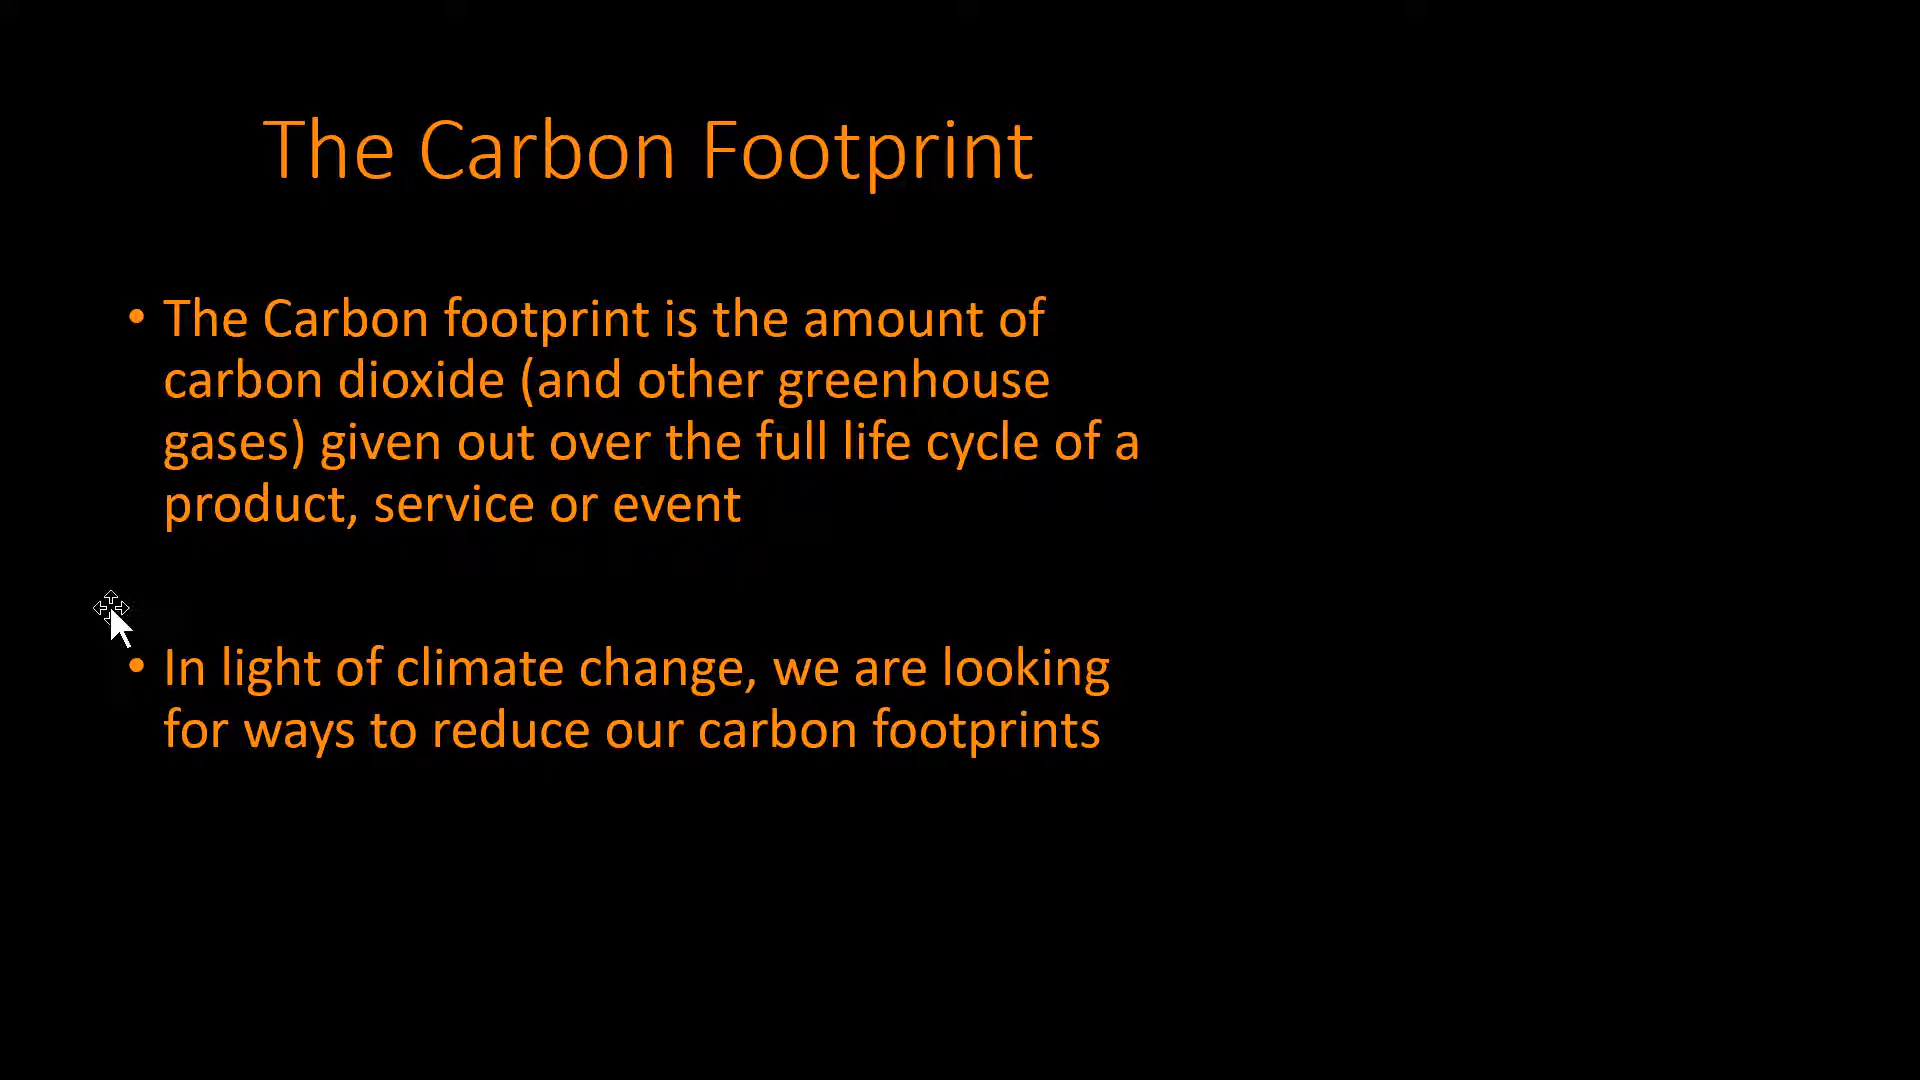 The Carbon Footprint
• The Carbon footprint is the amount of
carbon dioxide (and other greenhouse
gases) given out over the full life cycle of a
product, service or event
• In light of climate change, we are looking
for ways to reduce our carbon footprints